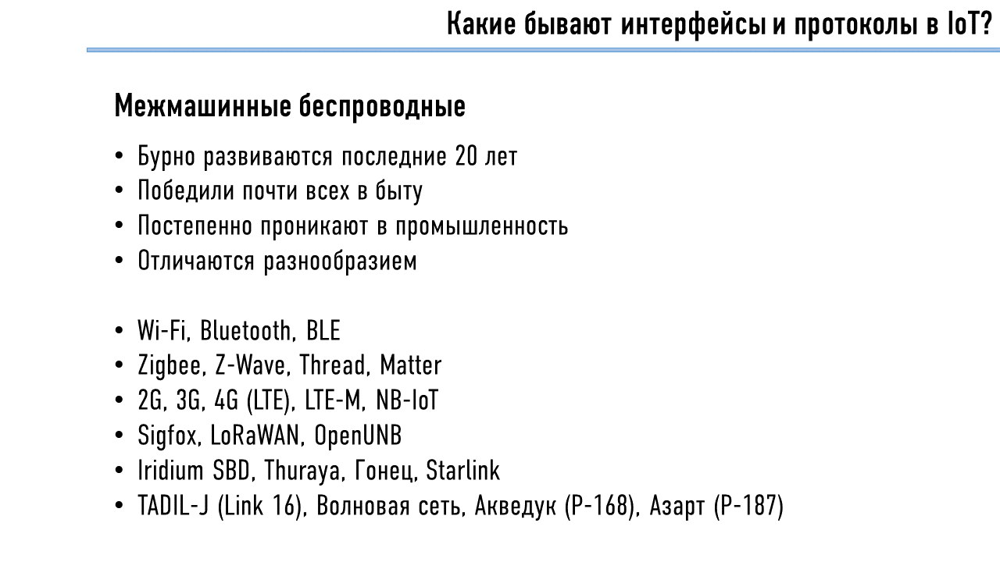 Какие бывают интерфейсы и протоколы в IoT?
Межмашинные беспроводные
• Бурно развиваются последние 20 лет
• Победили почти всех в быту
• Постепенно проникают в промышленность
• Отличаются разнообразием
• Wi-Fi, Bluetooth, BLE
• Zigbee, Z-Wave, Thread, Matter
• 2G, 3G, 4G (LTE), LTE-M, NB-IoT
• Sigfox, LoRaWAN, OpenUNB
• Iridium SBD, Thuraya, Гонец, Starlink
• TADIL-J (Link 16), Волновая сеть, Акведук (Р-168), Азарт (Р-187)